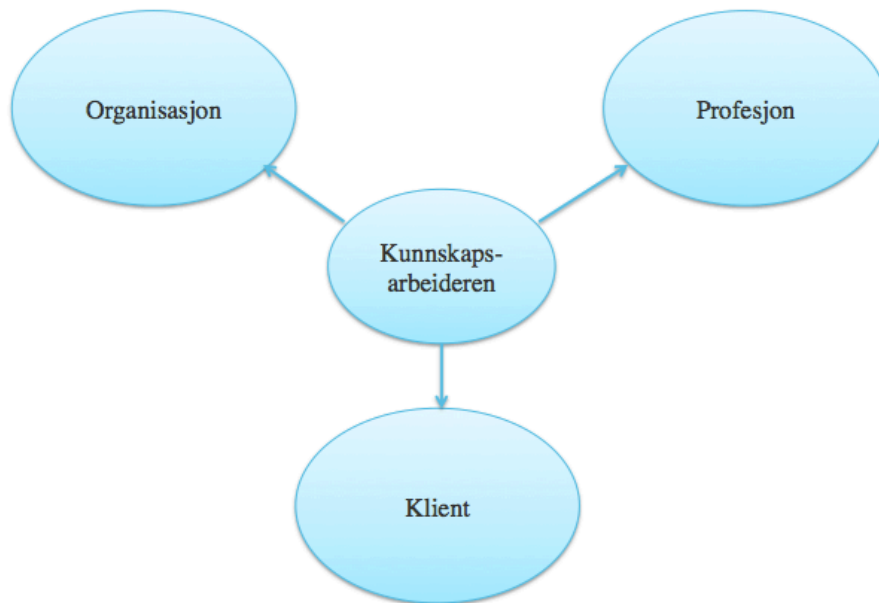 Organisasjon
Profesjon
Kunnskaps-
arbeideren
Klient